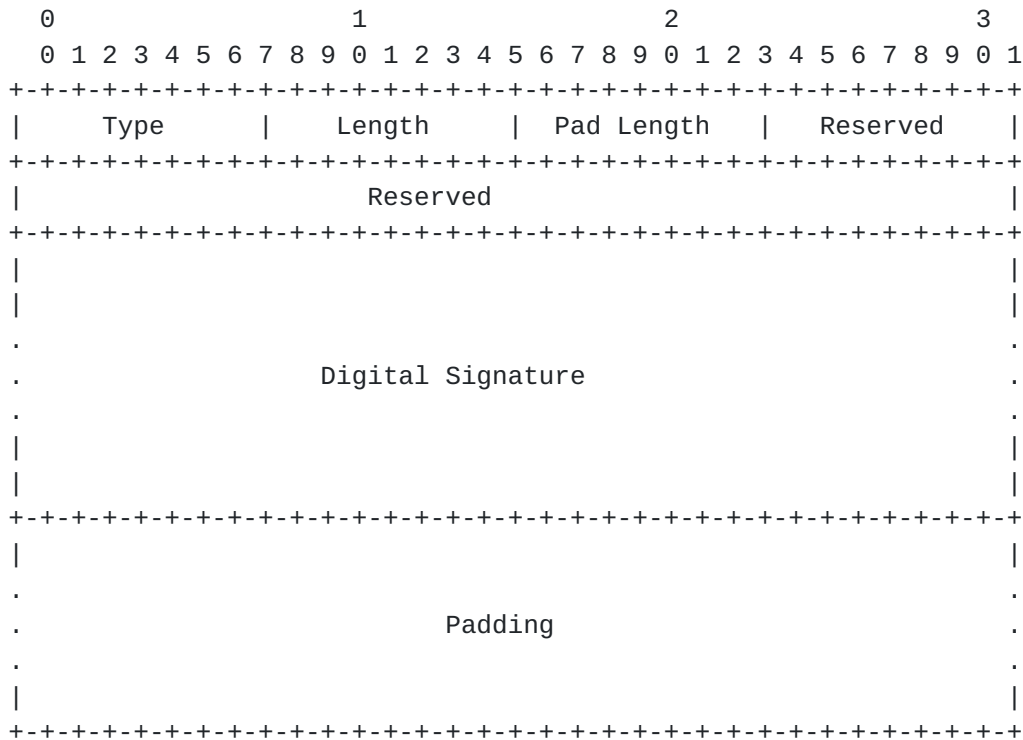 0                   1                   2                   3
0 1 2 3 4 5 6 7 8 9 0 1 2 3 4 5 6 7 8 9 0 1 2 3 4 5 6 7 8 9 0 1
+-+-+-+-+-+-+-+-+-+-+-+-+-+-+-+-+-+-+-+-+-+-+-+-+-+-+-+-+-+-+-+-+
|     Type      |    Length     |  Pad Length   |   Reserved    |
+-+-+-+-+-+-+-+-+-+-+-+-+-+-+-+-+-+-+-+-+-+-+-+-+-+-+-+-+-+-+-+-+
|                      Reserved                                 |
+-+-+-+-+-+-+-+-+-+-+-+-+-+-+-+-+-+-+-+-+-+-+-+-+-+-+-+-+-+-+-+-+
|                                                               |
|                                                               |
.                                                               .
.                   Digital Signature                           .
.                                                               .
|                                                               |
|                                                               |
+-+-+-+-+-+-+-+-+-+-+-+-+-+-+-+-+-+-+-+-+-+-+-+-+-+-+-+-+-+-+-+-+
|                                                               |
.                                                               .
.                           Padding                             .
.                                                               .
|                                                               |
+-+-+-+-+-+-+-+-+-+-+-+-+-+-+-+-+-+-+-+-+-+-+-+-+-+-+-+-+-+-+-+-+